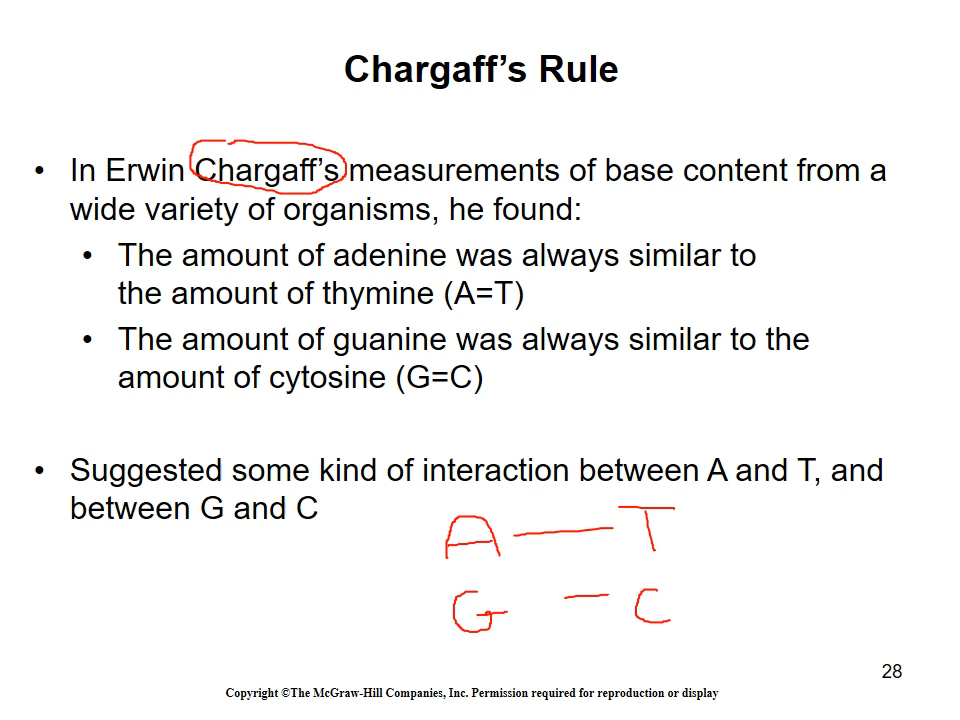 Chargaff’s Rule
• In Erwin Chargaff’s measurements of base content from a
wide variety of organisms, he found:
• The amount of adenine was always similar to
the amount of thymine (A=T)
• The amount of guanine was always similar to the
amount of cytosine (G=C)
• Suggested some kind of interaction between A and T, and
between G and C
A — T
G – C
28
Copyright ©The McGraw-Hill Companies, Inc. Permission required for reproduction or display